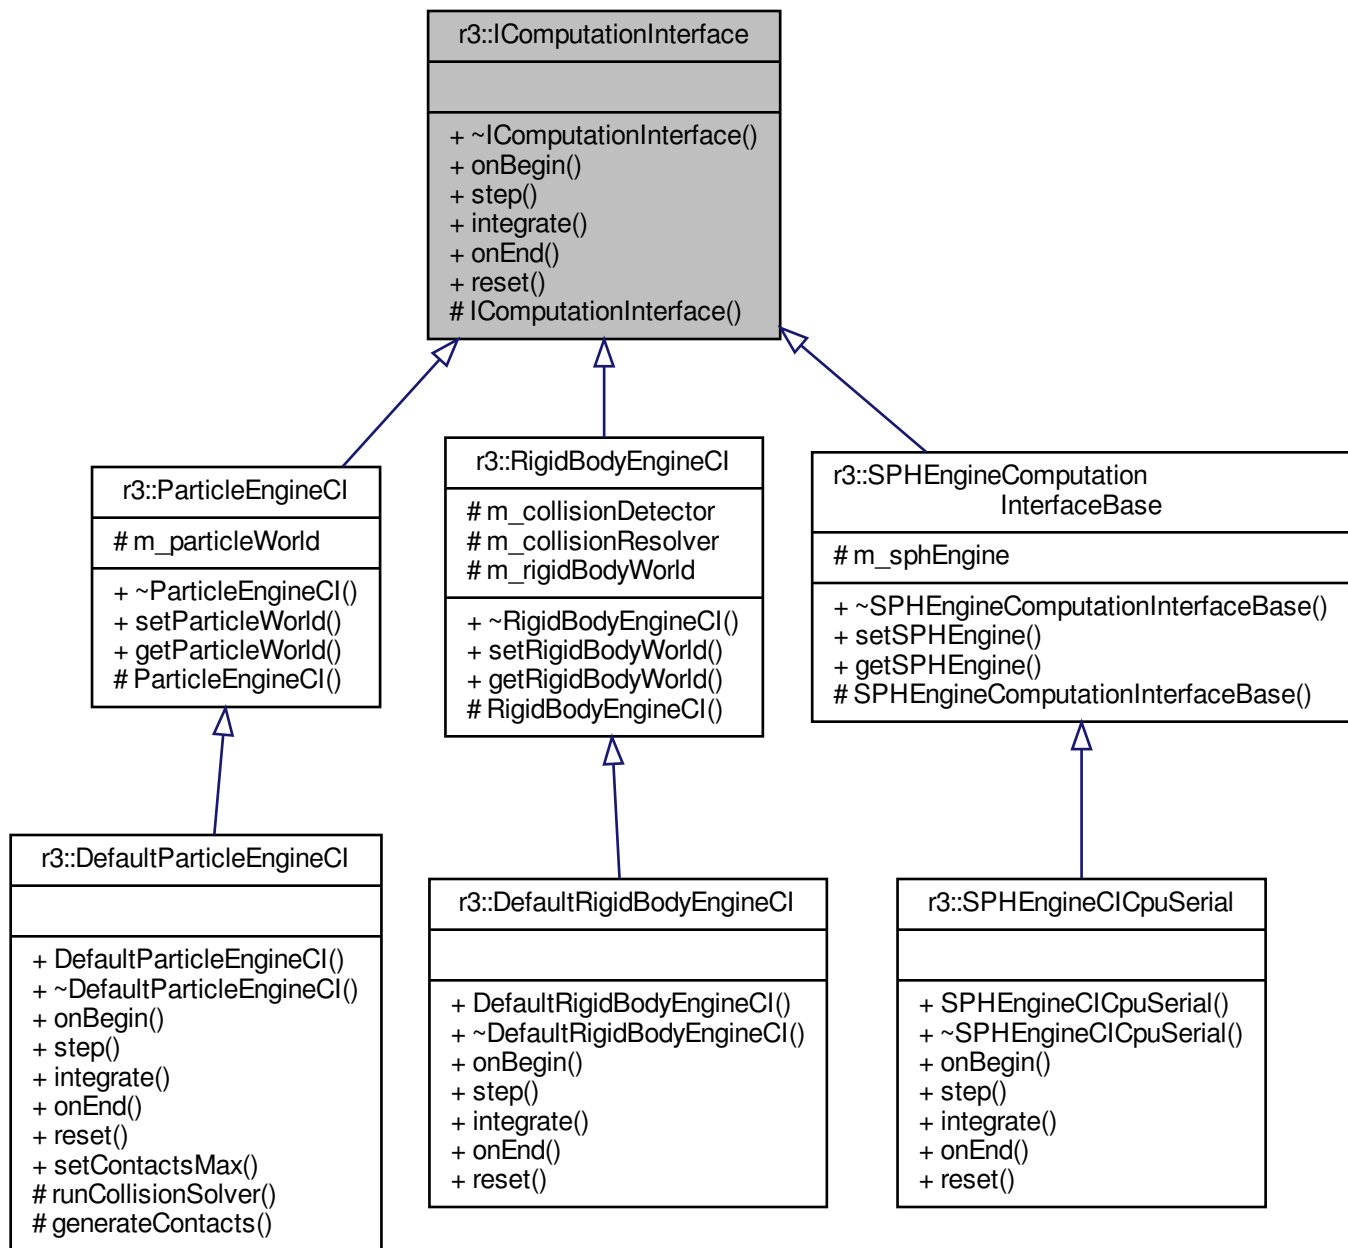 r3::IComputationInterface
+ ~IComputationInterface()
+ onBegin()
+ step()
+ integrate()
+ onEnd()
+ reset()
# IComputationInterface()
r3::ParticleEngineCI
# m_particleWorld
+ ~ParticleEngineCI()
+ setParticleWorld()
+ getParticleWorld()
# ParticleEngineCI()
r3::RigidBodyEngineCI
# m_collisionDetector
# m_collisionResolver
# m_rigidBodyWorld
+ ~RigidBodyEngineCI()
+ setRigidBodyWorld()
+ getRigidBodyWorld()
# RigidBodyEngineCI()
r3::SPHEngineComputation
InterfaceBase
# m_sphEngine
+ ~SPHEngineComputationInterfaceBase()
+ setSPHEngine()
+ getSPHEngine()
# SPHEngineComputationInterfaceBase()
r3::DefaultParticleEngineCI
+ DefaultParticleEngineCI()
+ ~DefaultParticleEngineCI()
+ onBegin()
+ step()
+ integrate()
+ onEnd()
+ reset()
+ setContactsMax()
# runCollisionSolver()
# generateContacts()
r3::DefaultRigidBodyEngineCI
+ DefaultRigidBodyEngineCI()
+ ~DefaultRigidBodyEngineCI()
+ onBegin()
+ step()
+ integrate()
+ onEnd()
+ reset()
r3::SPHEngineCICpuSerial
+ SPHEngineCICpuSerial()
+ ~SPHEngineCICpuSerial()
+ onBegin()
+ step()
+ integrate()
+ onEnd()
+ reset()